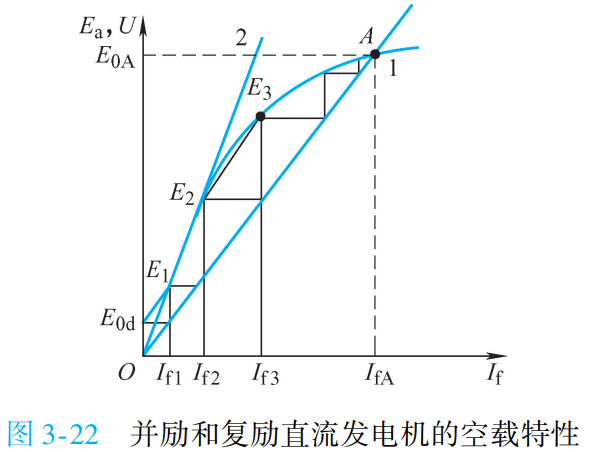 Ea, U
2
A
E0A
1
E3
E2
E1
E0d
O If1 If2 If3 IfA If
图 3-22 并励和复励直流发电机的空载特性